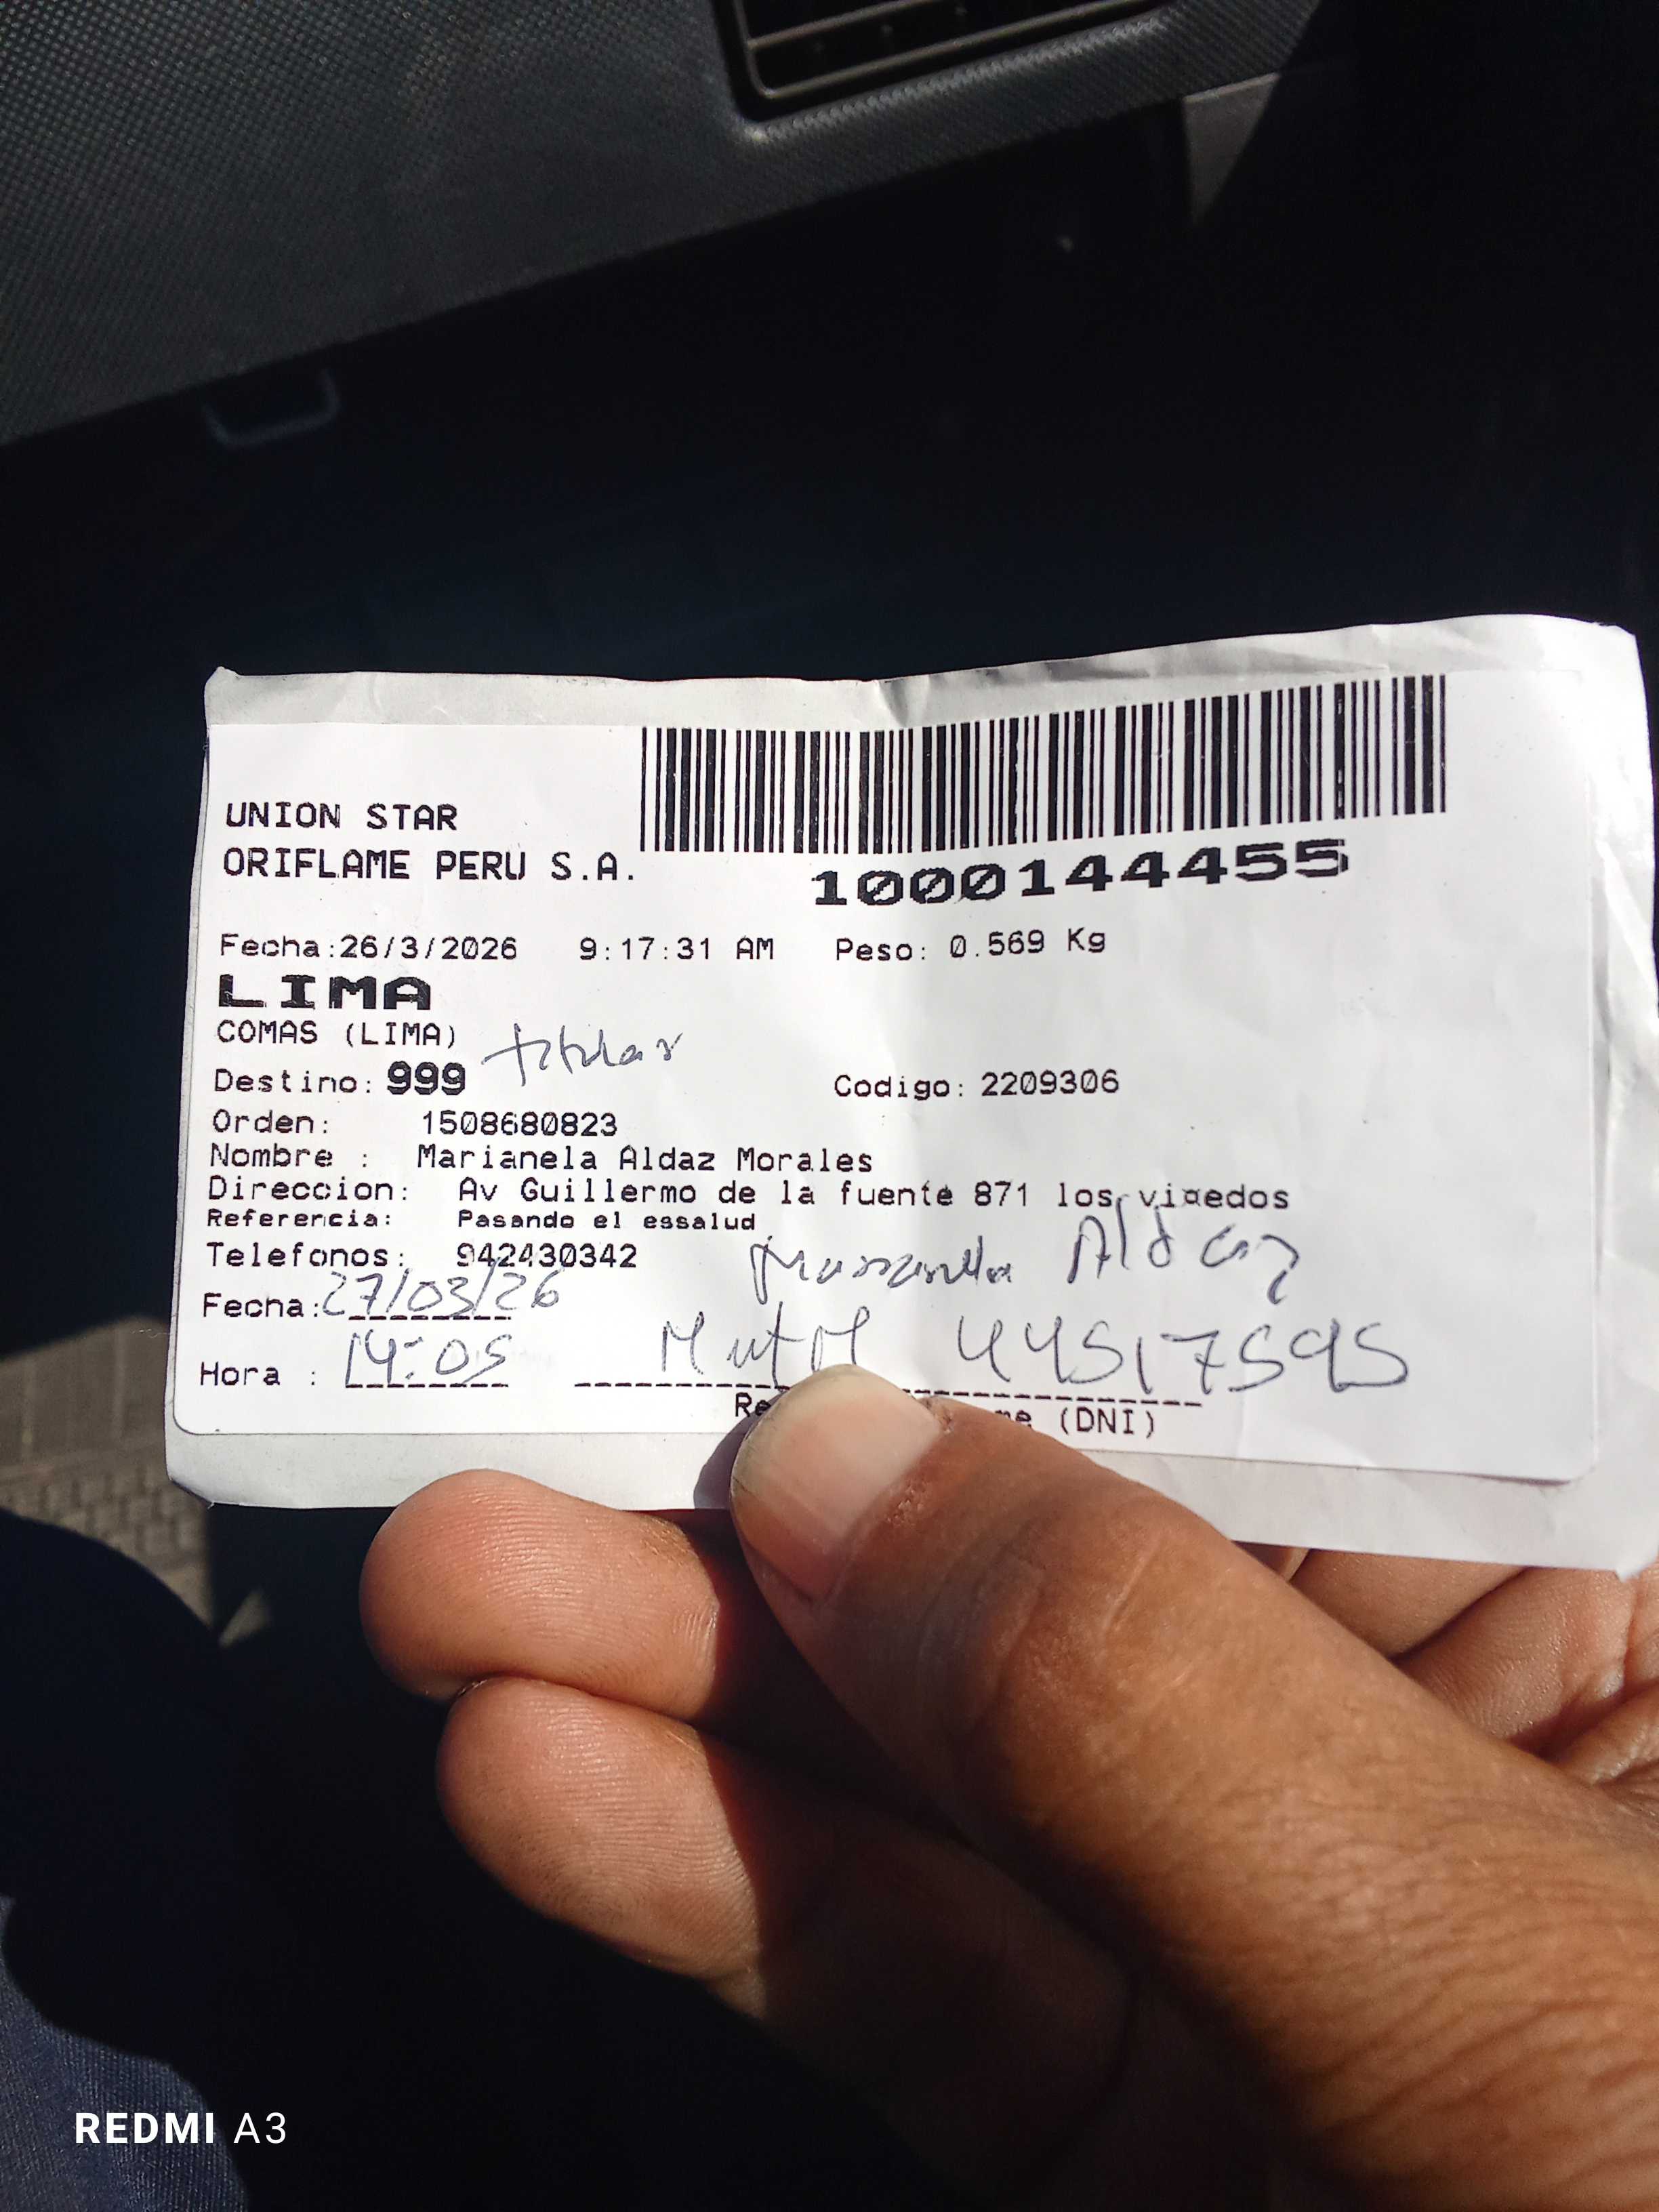 UNION STAR
ORIFLAME PERU S.A.
1000144455
Fecha:26/3/2026 9:17:31 AM Peso: 0.569 Kg
LIMA
COMAS (LIMA)
titular
Destino: 999 Codigo: 2209306
Orden: 1508680823
Nombre : Marianela Aldaz Morales
Direccion: Av Guillermo de la fuente 871 los viñedos
Referencia: Pasando el essalud
Telefonos: 942430342
Aldaz
Fecha: 27/03/26
Hora : 14:05 44517595
(DNI)
REDMI A3